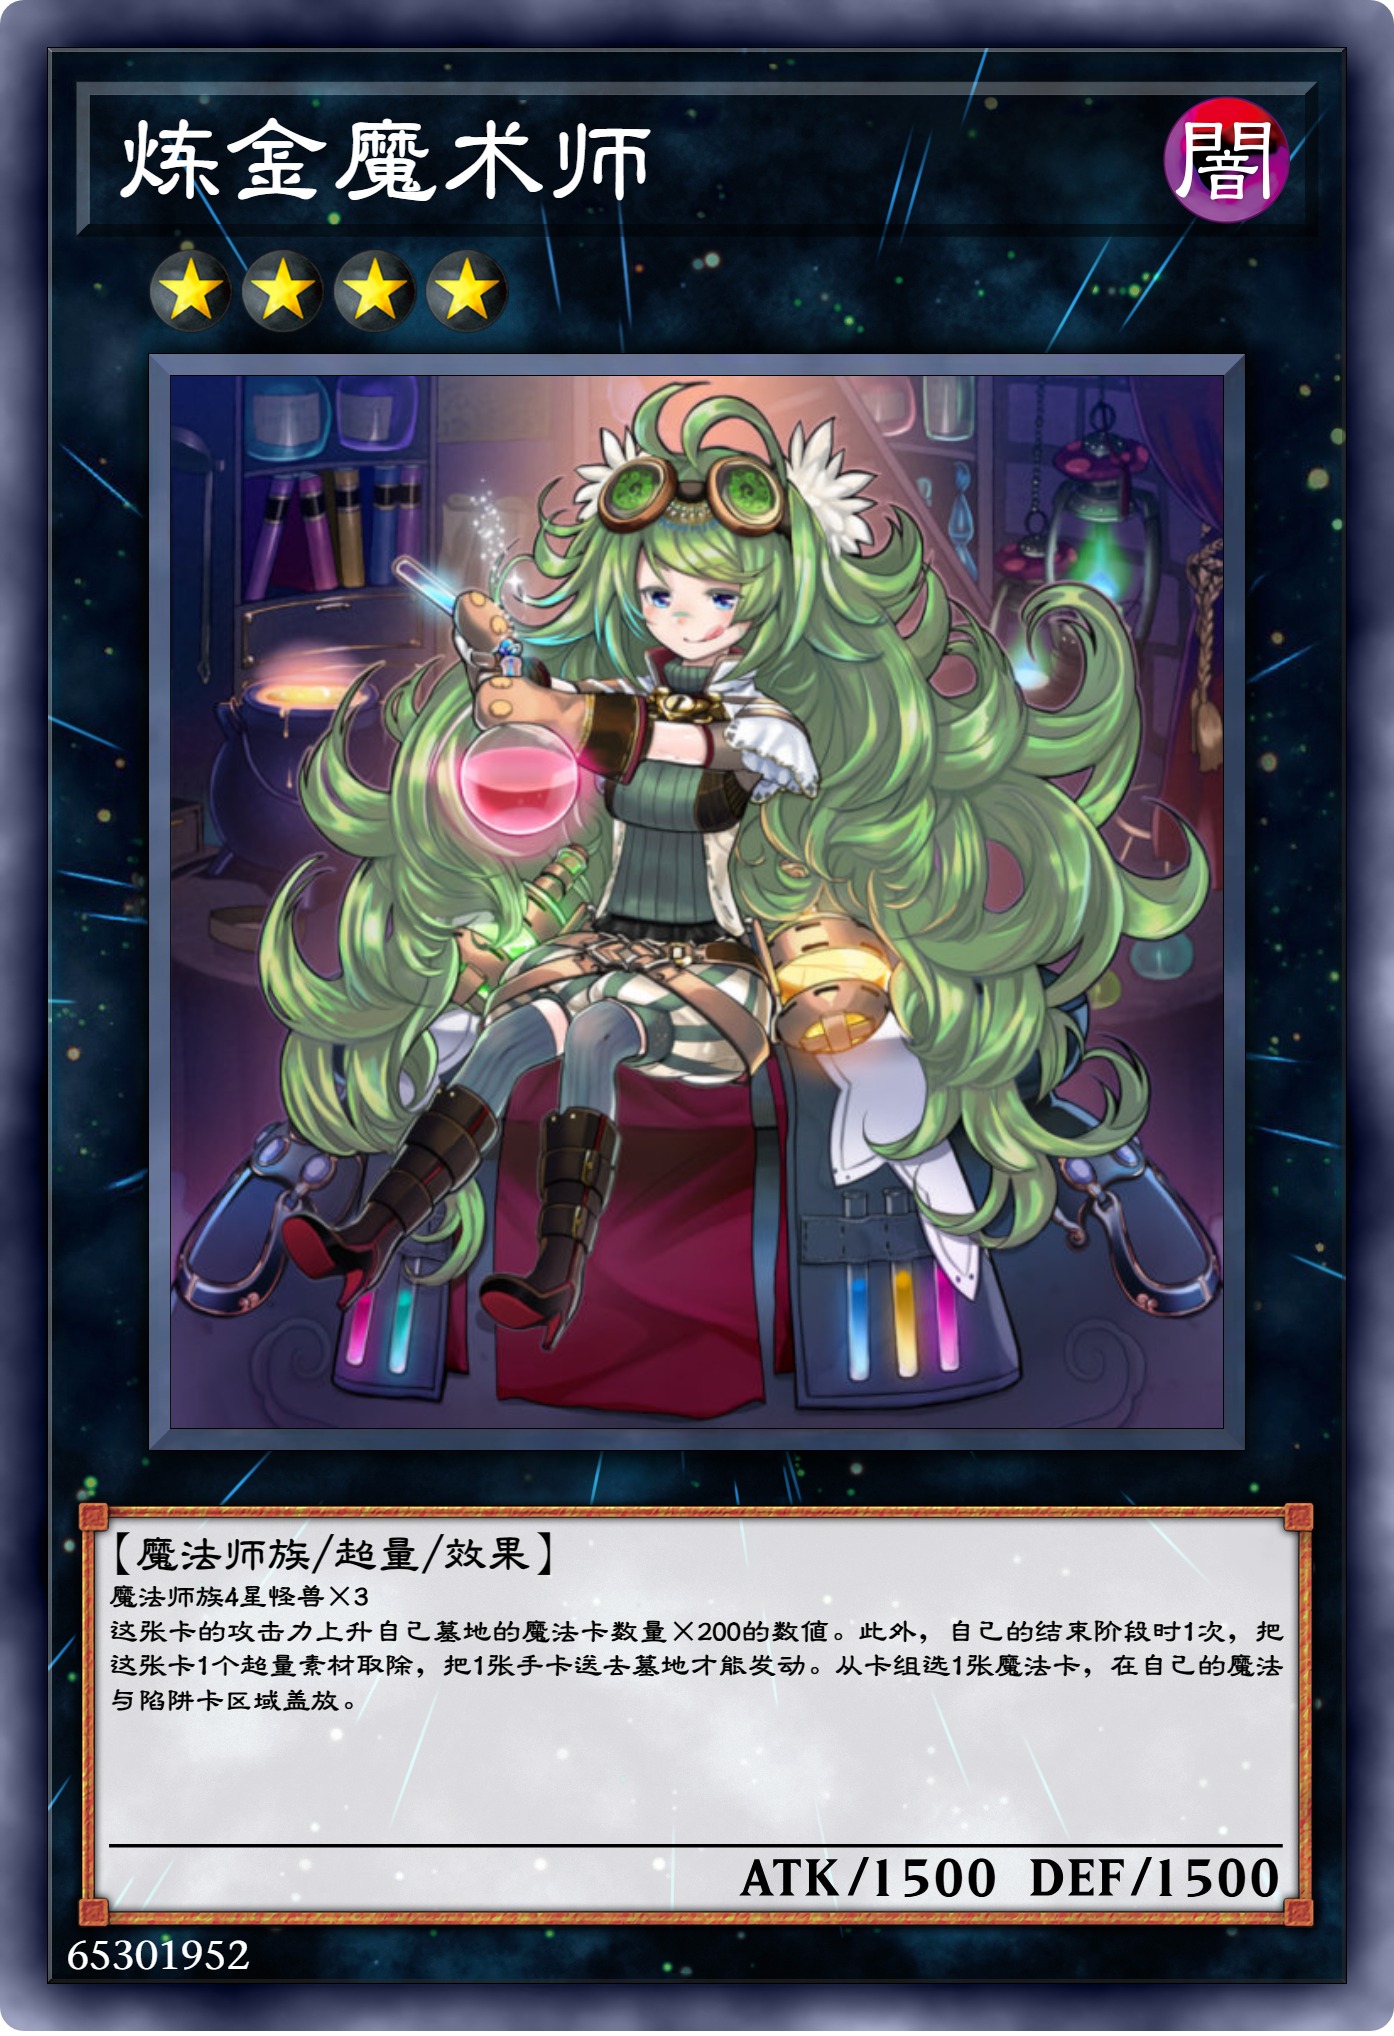 炼金魔术师
闇
【魔法师族/超量/效果】
魔法师族4星怪兽×3
这张卡的攻击力上升自己墓地的魔法卡数量×200的数值。此外，自己的结束阶段时1次，把
这张卡1个超量素材取除，把1张手卡送去墓地才能发动。从卡组选1张魔法卡，在自己的魔法
与陷阱卡区域盖放。
ATK/1500 DEF/1500
65301952